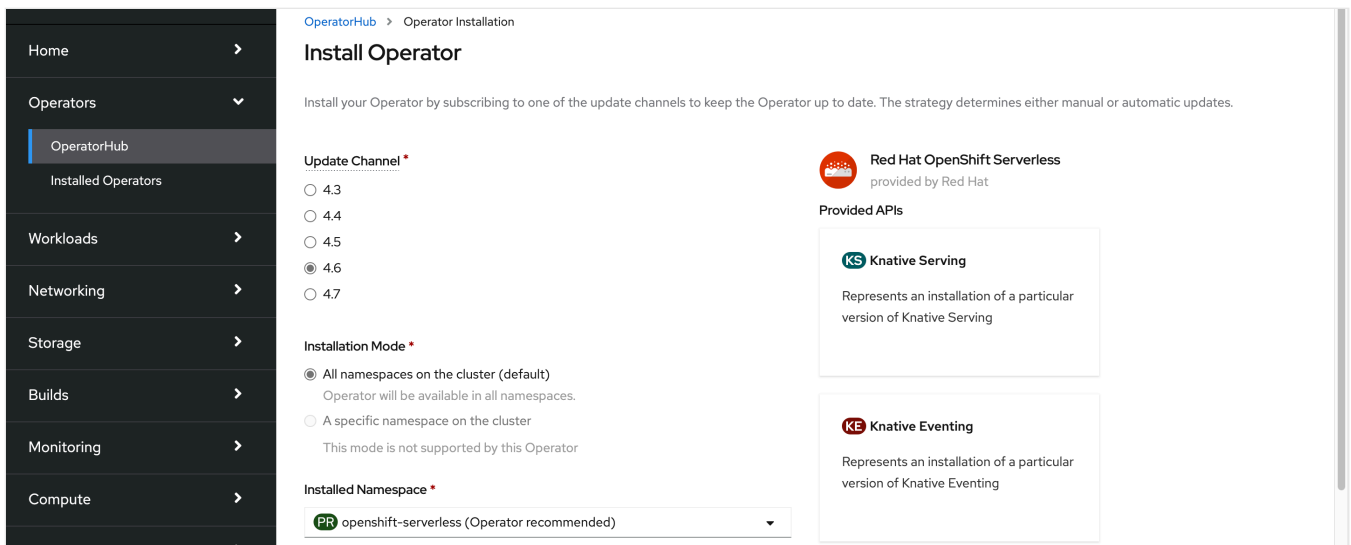 OperatorHub > Operator Installation
Install Operator
Install your Operator by subscribing to one of the update channels to keep the Operator up to date. The strategy determines either manual or automatic updates.
Home
Operators
OperatorHub
Installed Operators
Workloads
Networking
Storage
Builds
Monitoring
Compute
Update Channel *
4.3
4.4
4.5
4.6
4.7
Installation Mode *
All namespaces on the cluster (default)
Operator will be available in all namespaces.
A specific namespace on the cluster
This mode is not supported by this Operator
Installed Namespace *
PR openshift-serverless (Operator recommended)
Red Hat OpenShift Serverless
provided by Red Hat
Provided APIs
KS Knative Serving
Represents an installation of a particular
version of Knative Serving
KE Knative Eventing
Represents an installation of a particular
version of Knative Eventing